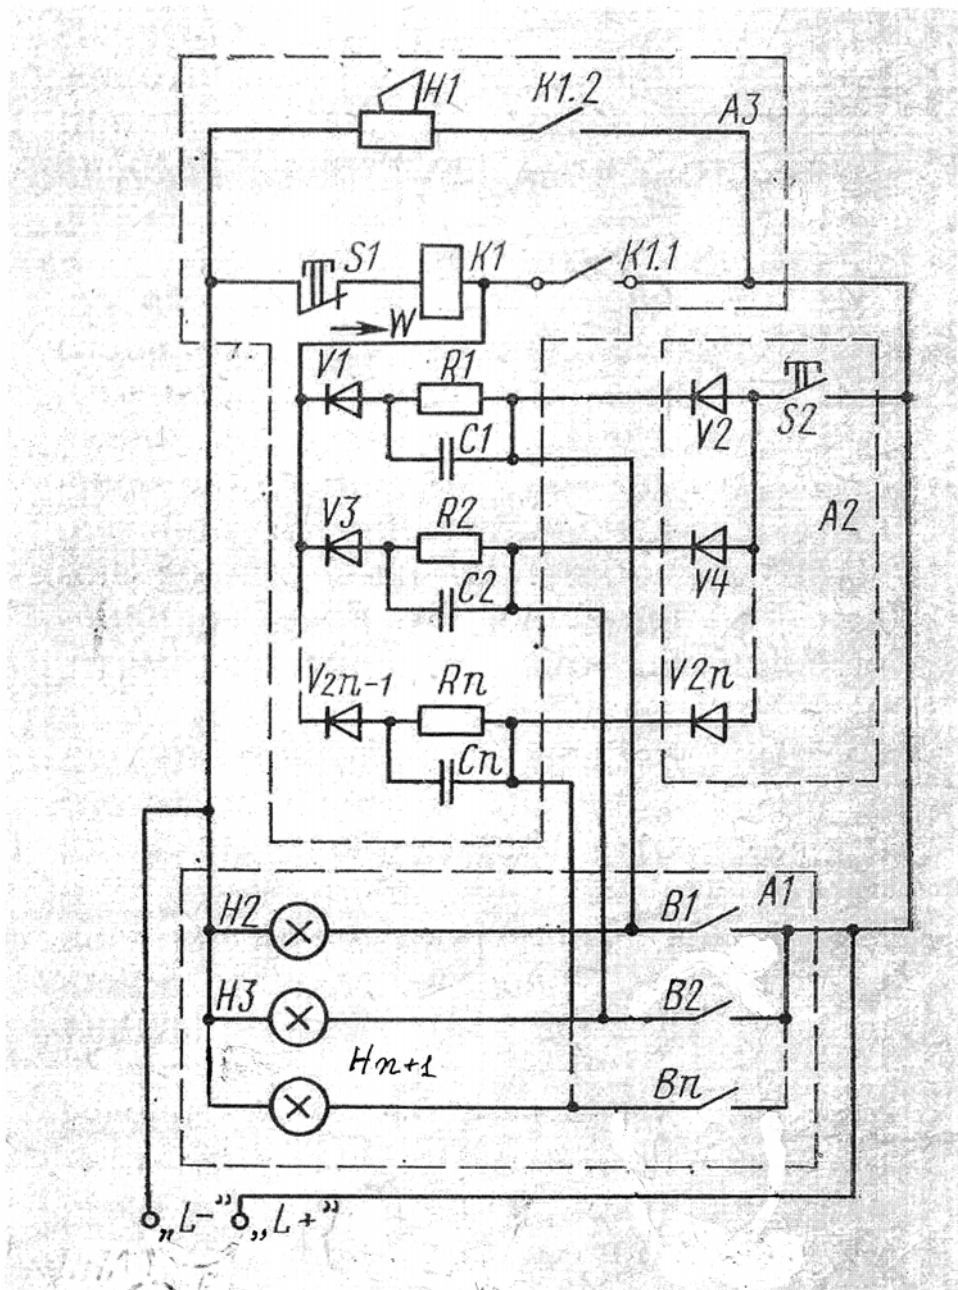 H1 K1.2 A3
S1 K1 K1.1
W
V1 R1
C1
V2 S2
V3 R2
C2
V4
A2
V2n-1 Rn V2n
Cn
H2 B1 A1
H3 B2
Hn+1
Bn
„L-” „L+”